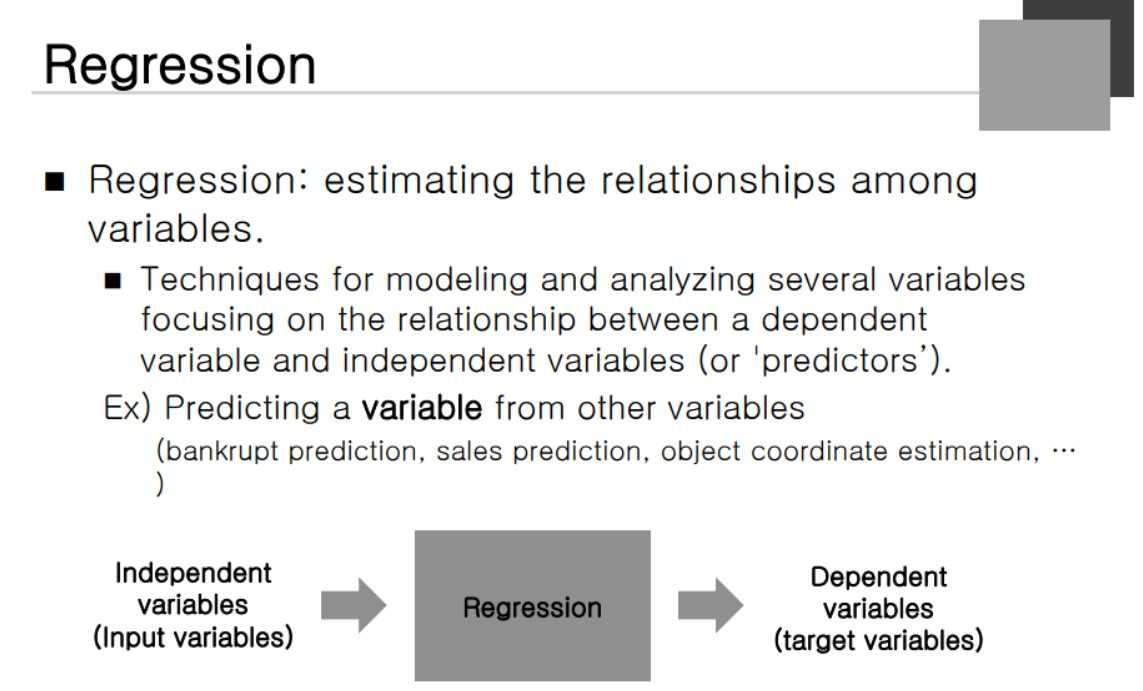 Regression
■ Regression: estimating the relationships among
variables.
■ Techniques for modeling and analyzing several variables
focusing on the relationship between a dependent
variable and independent variables (or 'predictors’).
Ex) Predicting a variable from other variables
(bankrupt prediction, sales prediction, object coordinate estimation, …
)
Independent
variables
(Input variables)
Regression
Dependent
variables
(target variables)